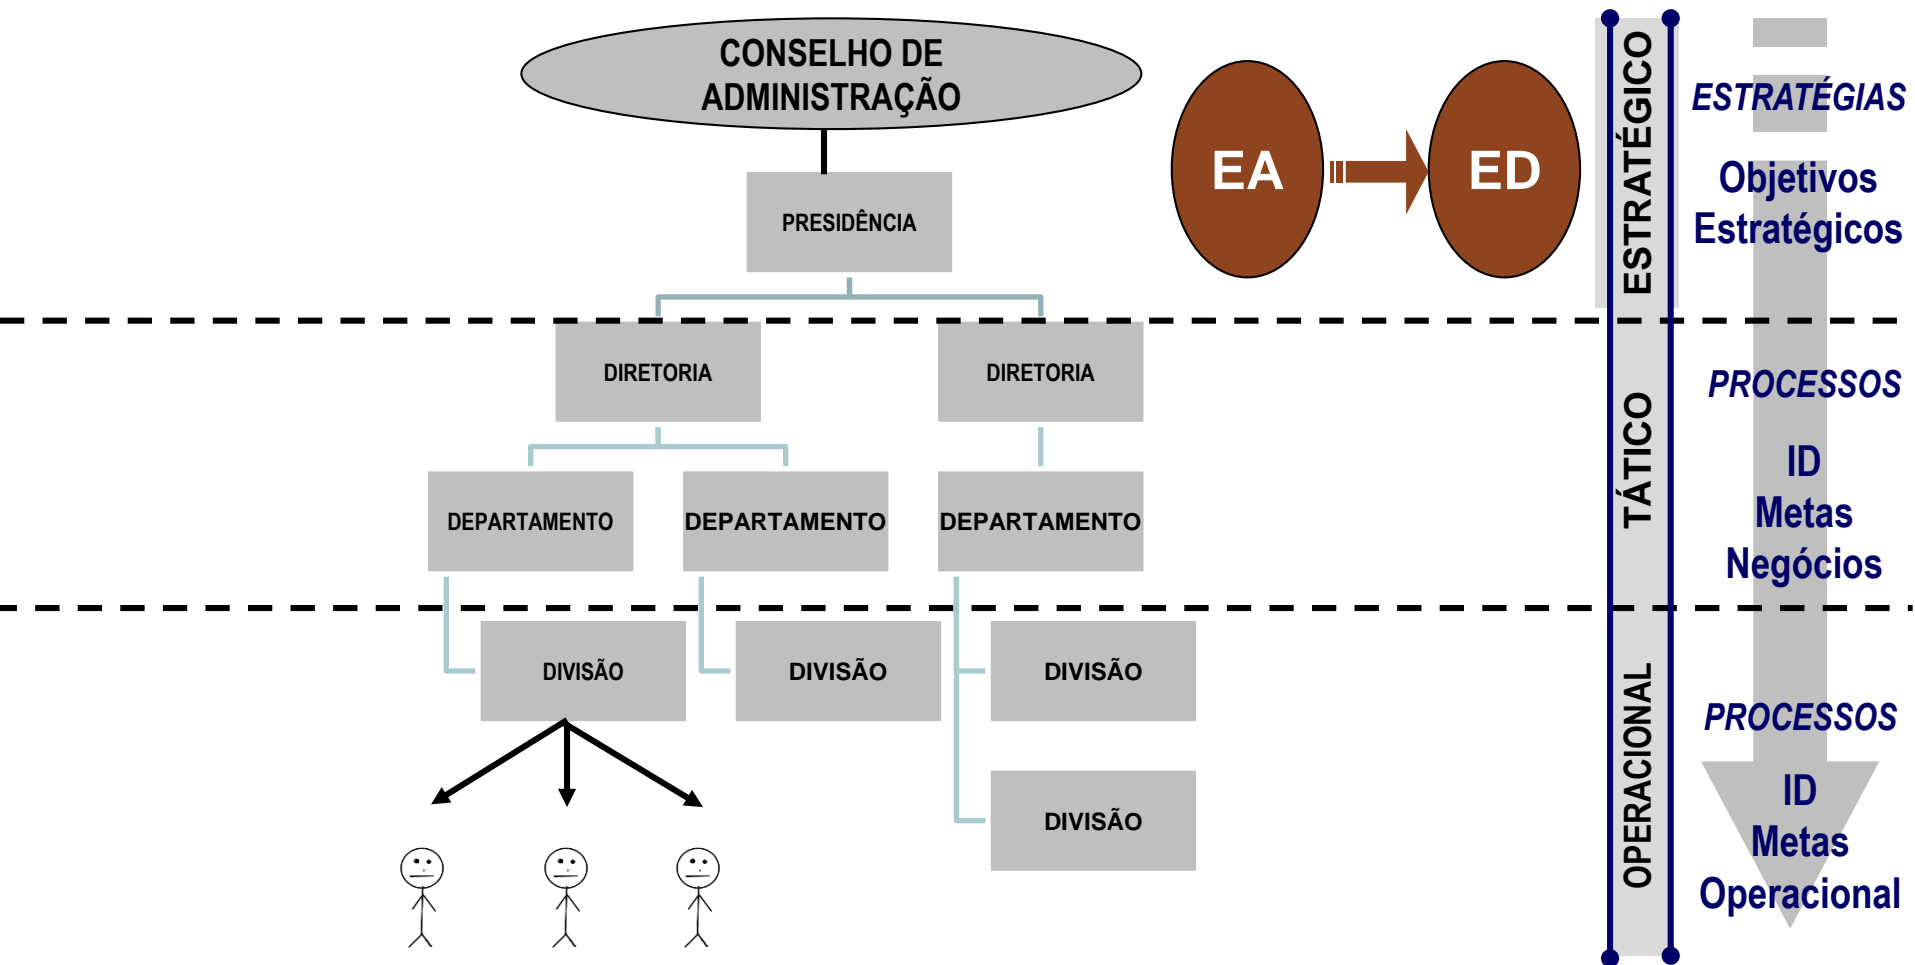 CONSELHO DE
ADMINISTRAÇÃO
EA
ED
ESTRATÉGICO
ESTRATÉGIAS
Objetivos
Estratégicos
PRESIDÊNCIA
DIRETORIA
DIRETORIA
TÁTICO
PROCESSOS
ID
Metas
Negócios
DEPARTAMENTO
DEPARTAMENTO
DEPARTAMENTO
DIVISÃO
DIVISÃO
DIVISÃO
OPERACIONAL
PROCESSOS
ID
Metas
Operacional
DIVISÃO